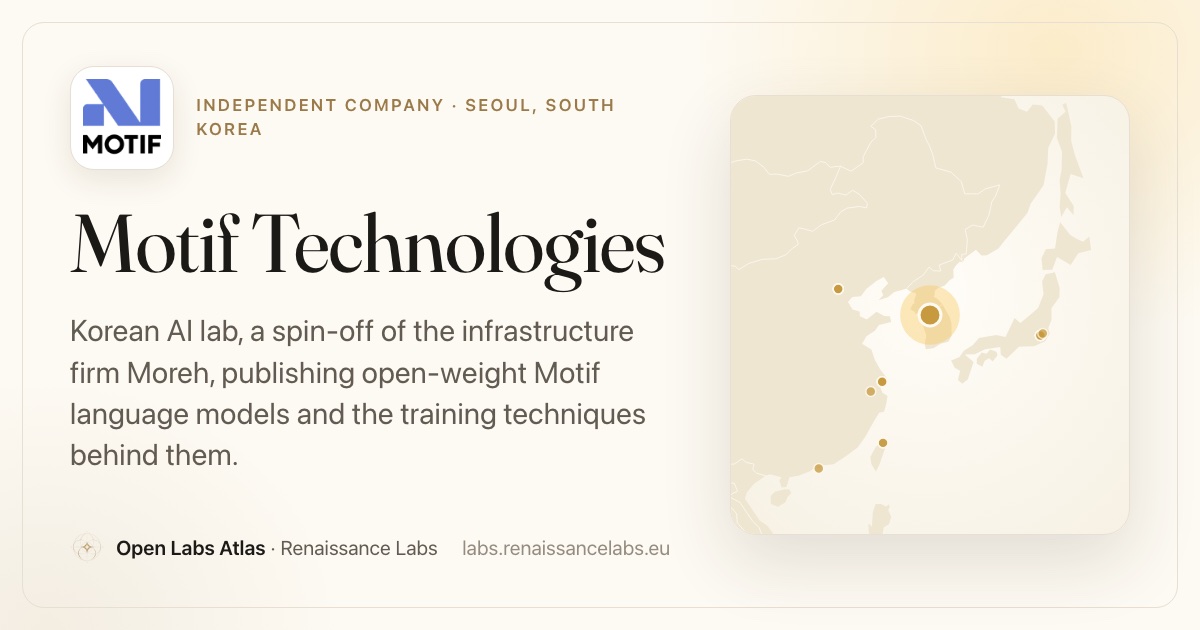 MOTIF
INDEPENDENT COMPANY · SEOUL, SOUTH
KOREA
Motif Technologies
Korean AI lab, a spin-off of the infrastructure
firm Moreh, publishing open-weight Motif
language models and the training techniques
behind them.
Open Labs Atlas · Renaissance Labs labs.renaissancelabs.eu